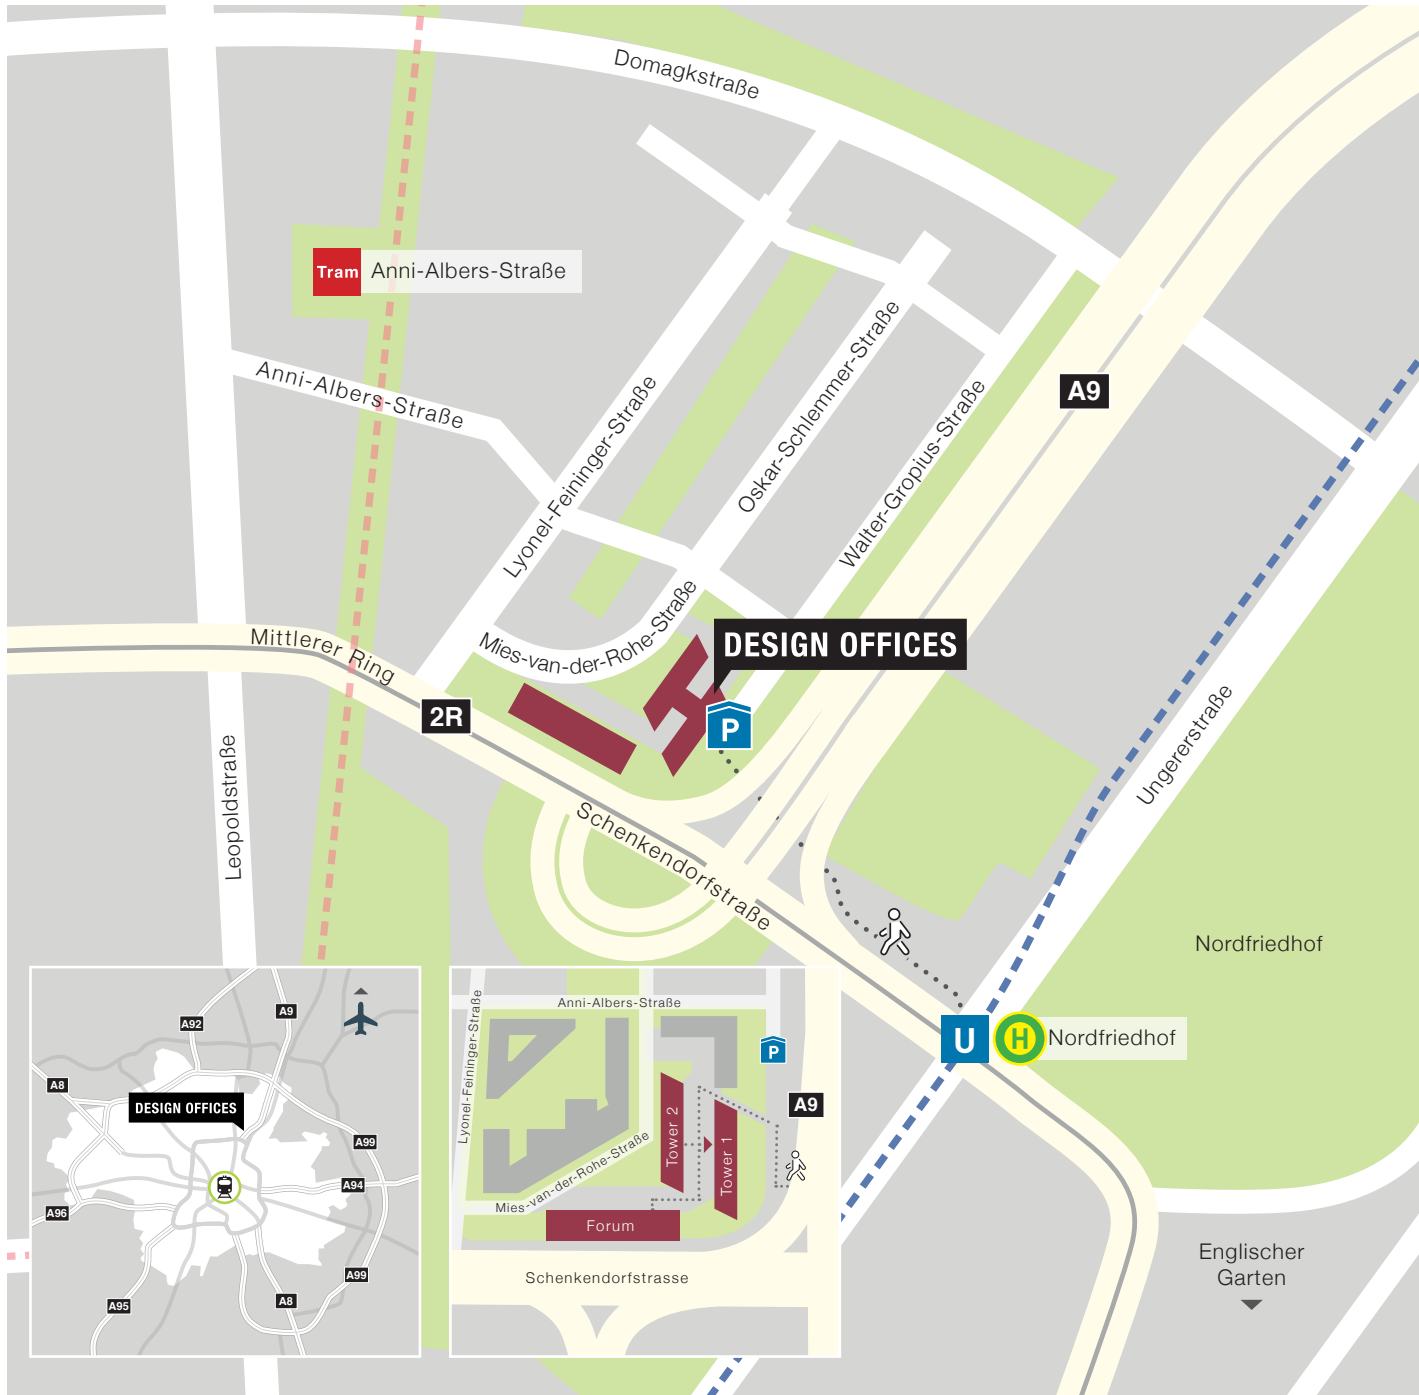 Domagkstraße
Tram
Anni-Albers-Straße
Anni-Albers-Straße
Lyonel-Feininger-Straße
Oskar-Schlemmer-Straße
Walter-Gropius-Straße
A9
Mies-van-der-Rohe-Straße
DESIGN OFFICES
P
Mittlerer Ring
2R
Leopoldstraße
Schenkendorfstraße
Ungererstraße
Nordfriedhof
U
H
Nordfriedhof
Englischer
Garten
A92
A9
A8
DESIGN OFFICES
A99
A94
A96
A99
A95
A8
Anni-Albers-Straße
Lyonel-Feininger-Straße
P
A9
Tower 2
Tower 1
Mies-van-der-Rohe-Straße
Forum
Schenkendorfstrasse